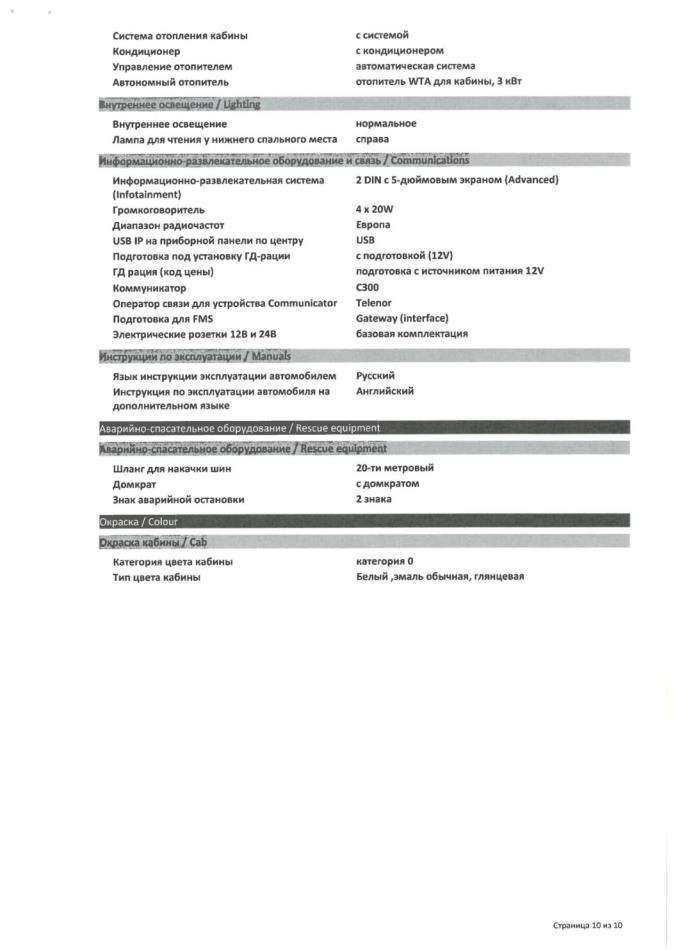 Система отопления кабины с системой
Кондиционер с кондиционером
Управление отопителем автоматическая система
Автономный отопитель отопитель WTA для кабины, 3 кВт
Внутреннее освещение / Lighting
Внутреннее освещение нормальное
Лампа для чтения у нижнего спального места справа
Информационно-развлекательное оборудование и связь / Communications
Информационно-развлекательная система 2 DIN с 5-дюймовым экраном (Advanced)
(Infotainment)
Громкоговоритель 4 x 20W
Диапазон радиочастот Европа
USB IP на приборной панели по центру USB
Подготовка под установку ГД-рации с подготовкой (12V)
ГД рация (код цены) подготовка с источником питания 12V
Коммуникатор C300
Оператор связи для устройства Communicator Telenor
Подготовка для FMS Gateway (interface)
Электрические розетки 12В и 24В базовая комплектация
Инструкции по эксплуатации / Manuals
Язык инструкции эксплуатации автомобилем Русский
Инструкция по эксплуатации автомобиля на Английский
дополнительном языке
Аварийно-спасательное оборудование / Rescue equipment
Аварийно-спасательное оборудование / Rescue equipment
Шланг для накачки шин 20-ти метровый
Домкрат с домкратом
Знак аварийной остановки 2 знака
Окраска / Colour
Окраска кабины / Cab
Категория цвета кабины категория 0
Тип цвета кабины Белый ,эмаль обычная, глянцевая
Страница 10 из 10